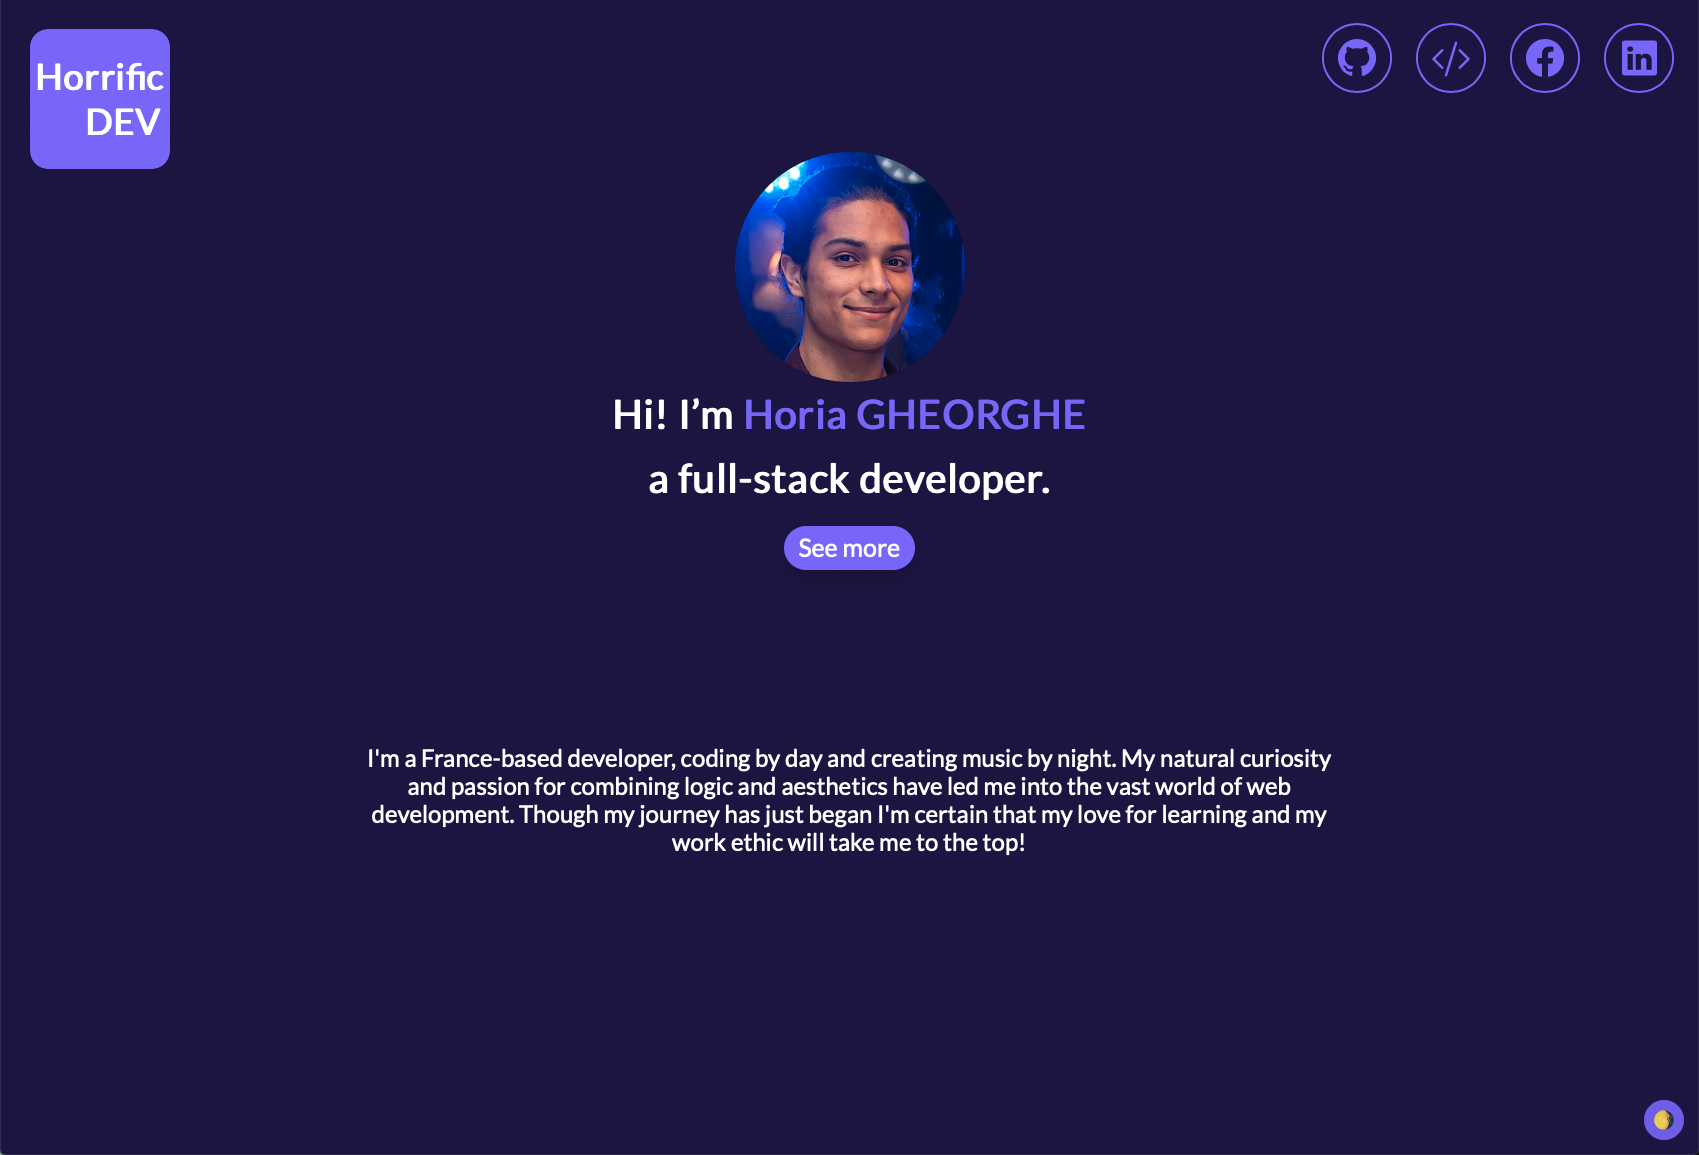 Horrific
DEV
Hi! I’m Horia GHEORGHE
a full-stack developer.
See more
I'm a France-based developer, coding by day and creating music by night. My natural curiosity
and passion for combining logic and aesthetics have led me into the vast world of web
development. Though my journey has just began I'm certain that my love for learning and my
work ethic will take me to the top!